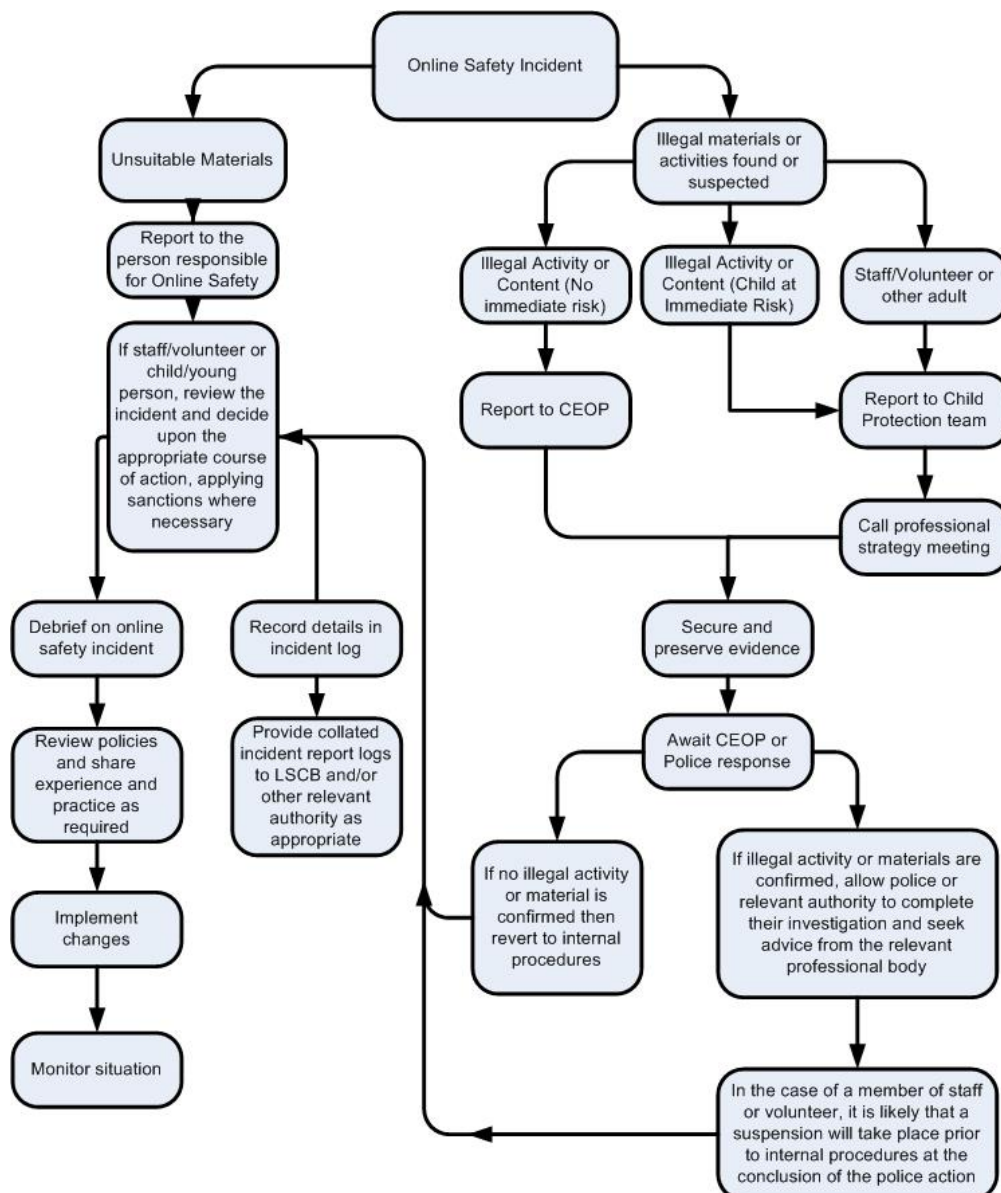 Online Safety Incident
Unsuitable Materials
Report to the
person responsible
for Online Safety
If staff/volunteer or
child/young
person, review the
incident and decide
upon the
appropriate course
of action, applying
sanctions where
necessary
Debrief on online
safety incident
Review policies
and share
experience and
practice as
required
Implement
changes
Monitor situation
Record details in
incident log
Provide collated
incident report logs
to LSCB and/or
other relevant
authority as
appropriate
Illegal materials or
activities found or
suspected
Illegal Activity or
Content (No
immediate risk)
Illegal Activity or
Content (Child at
Immediate Risk)
Staff/Volunteer or
other adult
Report to CEOP
Report to Child
Protection team
Call professional
strategy meeting
Secure and
preserve evidence
Await CEOP or
Police response
If no illegal activity
or material is
confirmed then
revert to internal
procedures
If illegal activity or materials are
confirmed, allow police or
relevant authority to complete
their investigation and seek
advice from the relevant
professional body
In the case of a member of staff
or volunteer, it is likely that a
suspension will take place prior
to internal procedures at the
conclusion of the police action